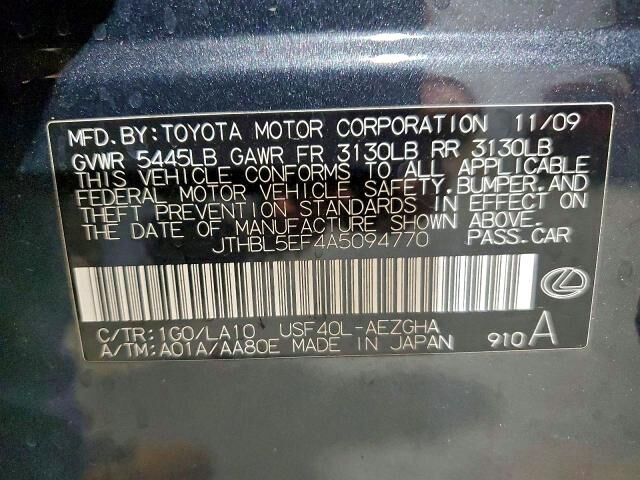 MFD. BY: TOYOTA MOTOR CORPORATION 11/09
GVWR 5445LB GAWR FR 3130LB RR 3130LB
THIS VEHICLE CONFORMS TO ALL APPLICABLE
FEDERAL MOTOR VEHICLE SAFETY, BUMPER, AND
THEFT PREVENTION STANDARDS IN EFFECT ON
THE DATE OF MANUFACTURE SHOWN ABOVE.
JTHBL5EF4A5094770 PASS. CAR
C/TR: 1G0/LA10 USF40L-AEZGHA
A/TM: A01A/AA80E MADE IN JAPAN 910 A